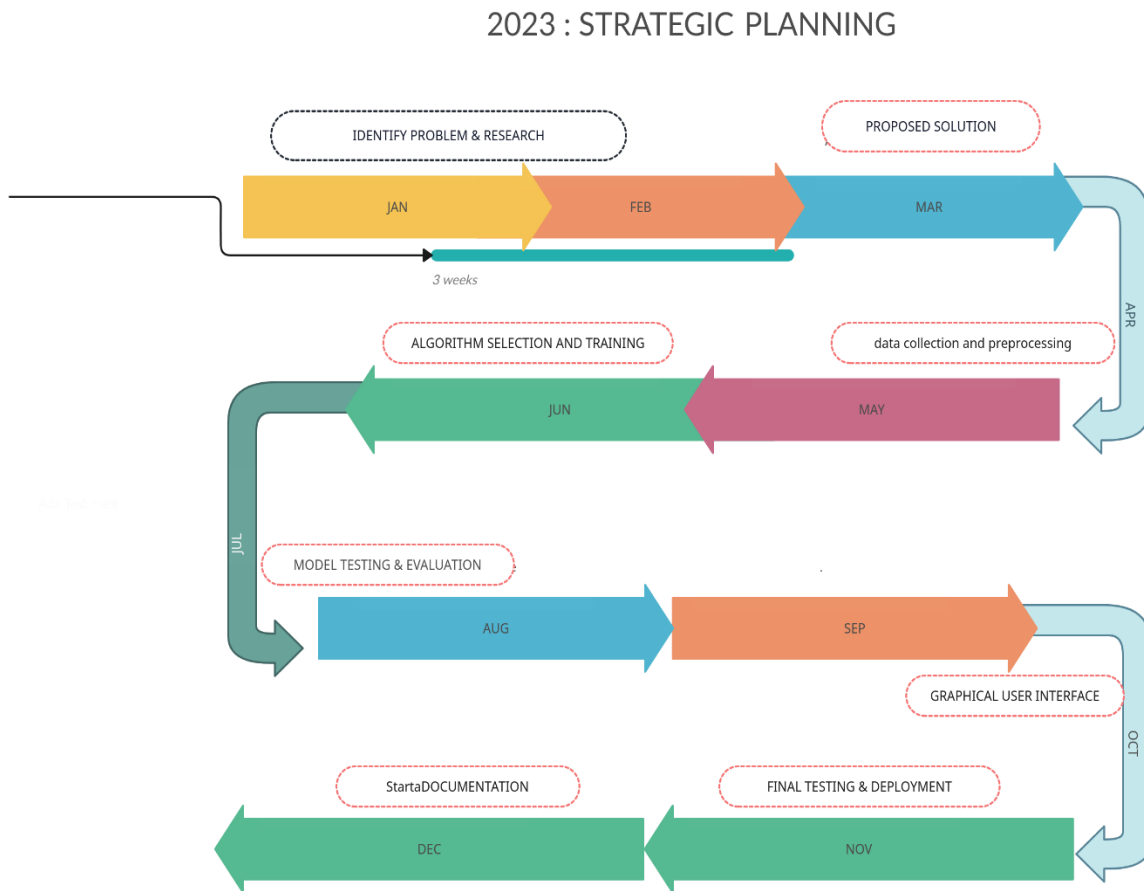 2023 : STRATEGIC PLANNING
IDENTIFY PROBLEM & RESEARCH
PROPOSED SOLUTION
JAN
FEB
MAR
3 weeks
APR
ALGORITHM SELECTION AND TRAINING
data collection and preprocessing
JUN
MAY
JUL
MODEL TESTING & EVALUATION
AUG
SEP
GRAPHICAL USER INTERFACE
OCT
StartaDOCUMENTATION
FINAL TESTING & DEPLOYMENT
DEC
NOV